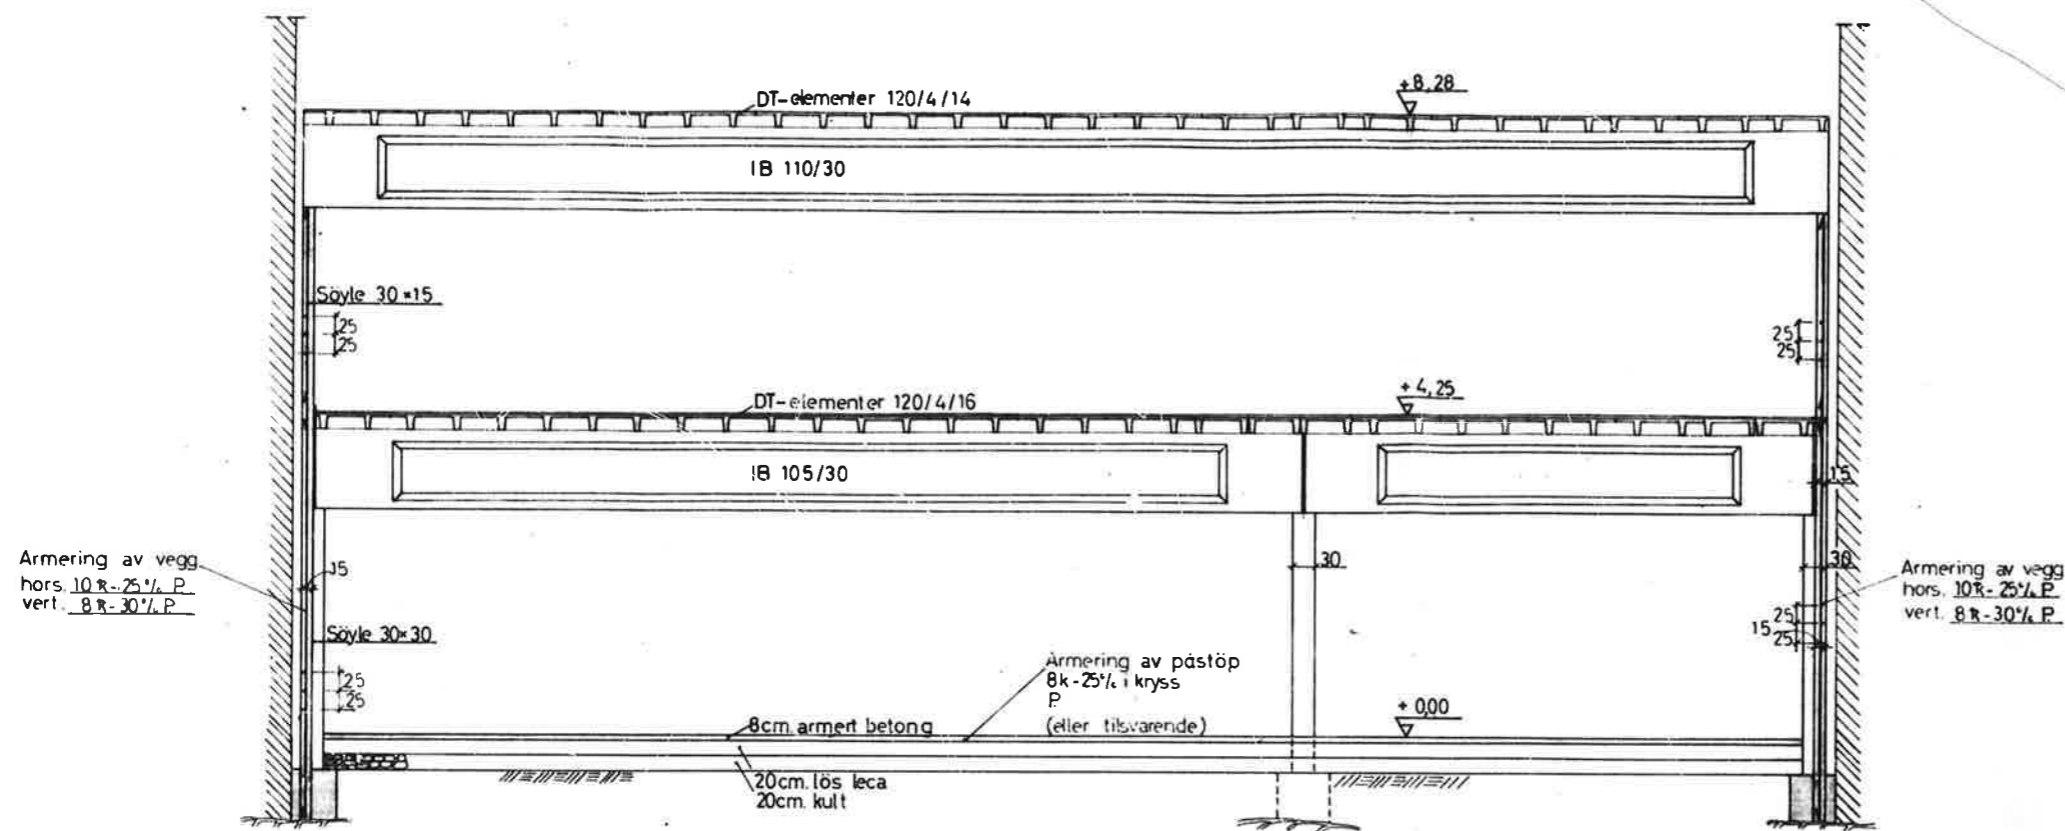 +8,28
DT-elementer 120/4/14
IB 110/30
Söyle 30×15
25
25
25
25
+ 4,25
DT-elementer 120/4/16
IB 105/30
15
Armering av vegg
hors. 10 k-25 c/c P
vert. 8 k-30 c/c P
15
30
30
Armering av vegg
hors. 10k-25 c/c P
vert. 8 k-30 c/c P
25
15
25
Söyle 30×30
25
25
Armering av påstöp
8k-25 c/c i kryss
P
(eller tilsvarende)
+ 0,00
8cm. armert betong
20cm. lös leca
20cm. kult